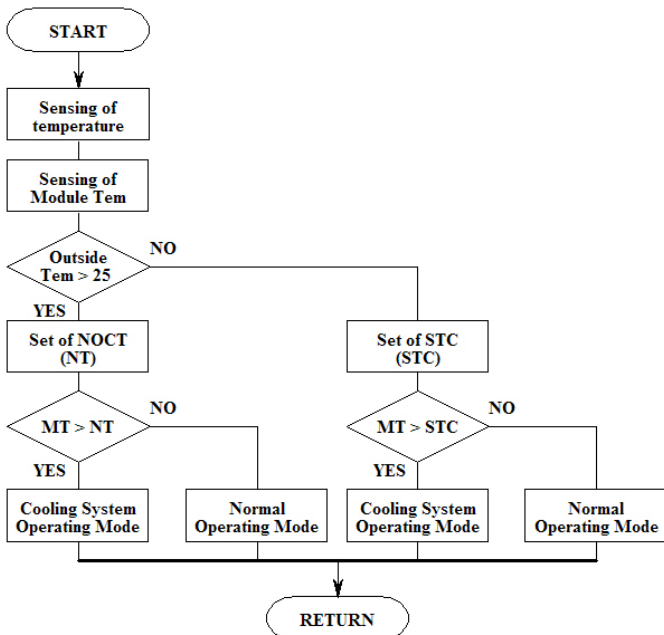 START
Sensing of
temperature
Sensing of
Module Tem
Outside
Tem > 25
NO
YES
Set of NOCT
(NT)
Set of STC
(STC)
MT > NT
NO
MT > STC
NO
YES
YES
Cooling System
Operating Mode
Normal
Operating Mode
Cooling System
Operating Mode
Normal
Operating Mode
RETURN